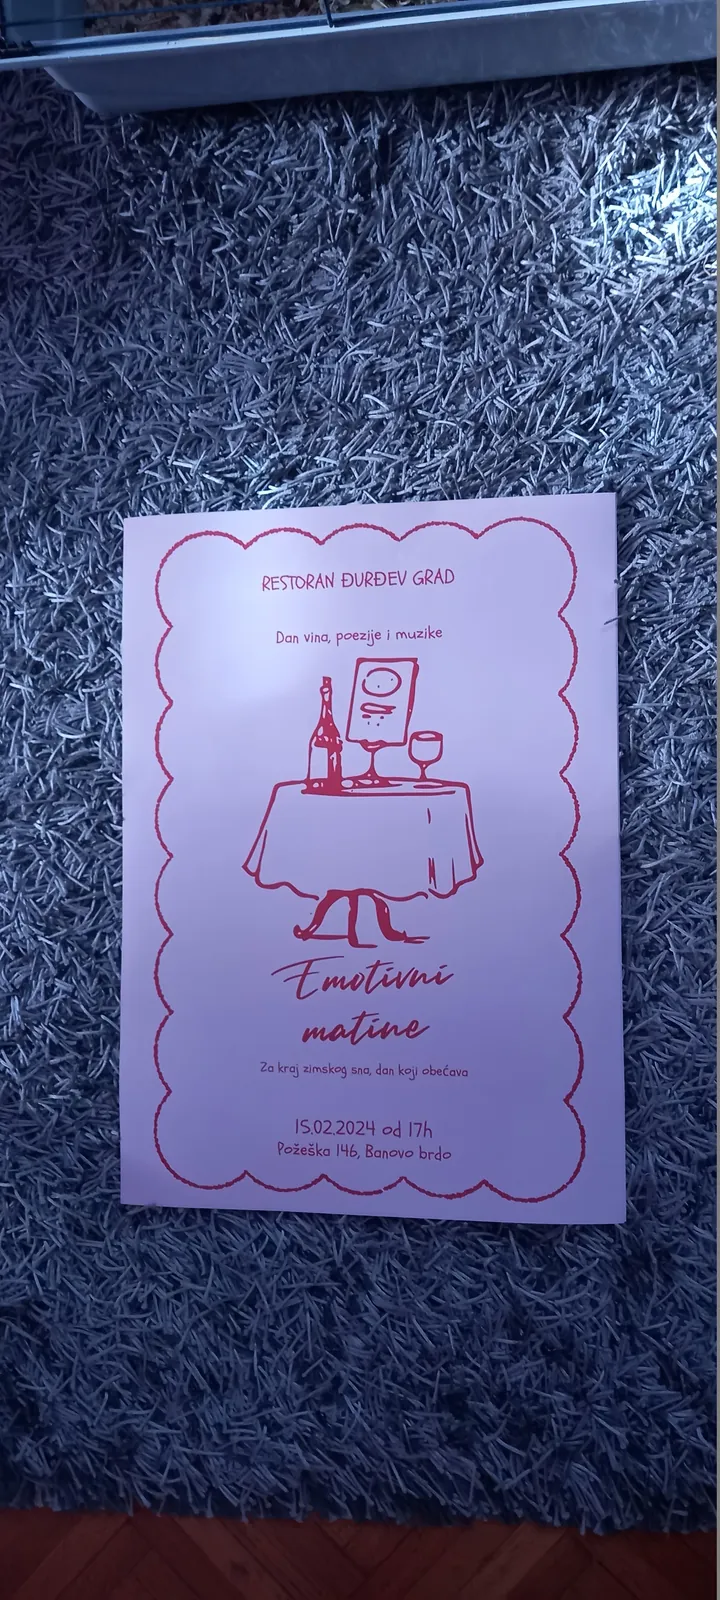 RESTORAN ĐURĐEV GRAD
Dan vina, poezije i muzike
Emotivni
matine
Za kraj zimskog sna, dan koji obećava
15.02.2024 od 17h
Požeška 146, Banovo brdo